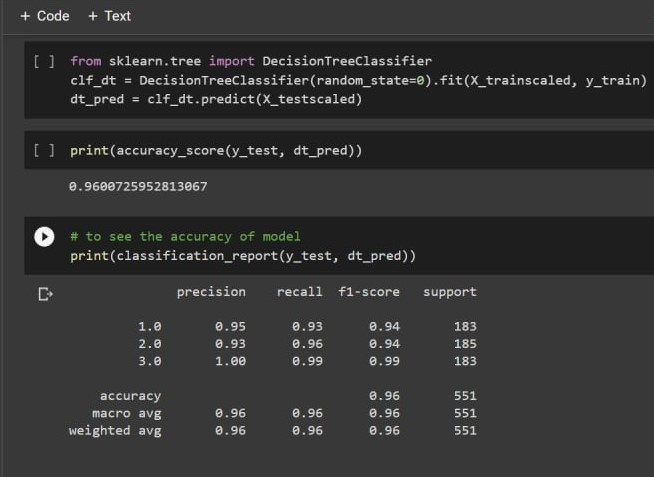 + Code + Text
[ ] from sklearn.tree import DecisionTreeClassifier
clf_dt = DecisionTreeClassifier(random_state=0).fit(X_trainscaled, y_train)
dt_pred = clf_dt.predict(X_testscaled)
[ ] print(accuracy_score(y_test, dt_pred))
0.9600725952813067
# to see the accuracy of model
print(classification_report(y_test, dt_pred))
precision recall f1-score support
1.0 0.95 0.93 0.94 183
2.0 0.93 0.96 0.94 185
3.0 1.00 0.99 0.99 183
accuracy 0.96 551
macro avg 0.96 0.96 0.96 551
weighted avg 0.96 0.96 0.96 551